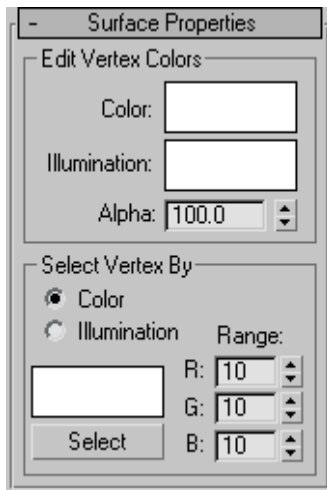 - Surface Properties
Edit Vertex Colors
Color:
Illumination:
Alpha: 100.0
Select Vertex By
Color
Illumination Range:
R: 10
G: 10
Select B: 10